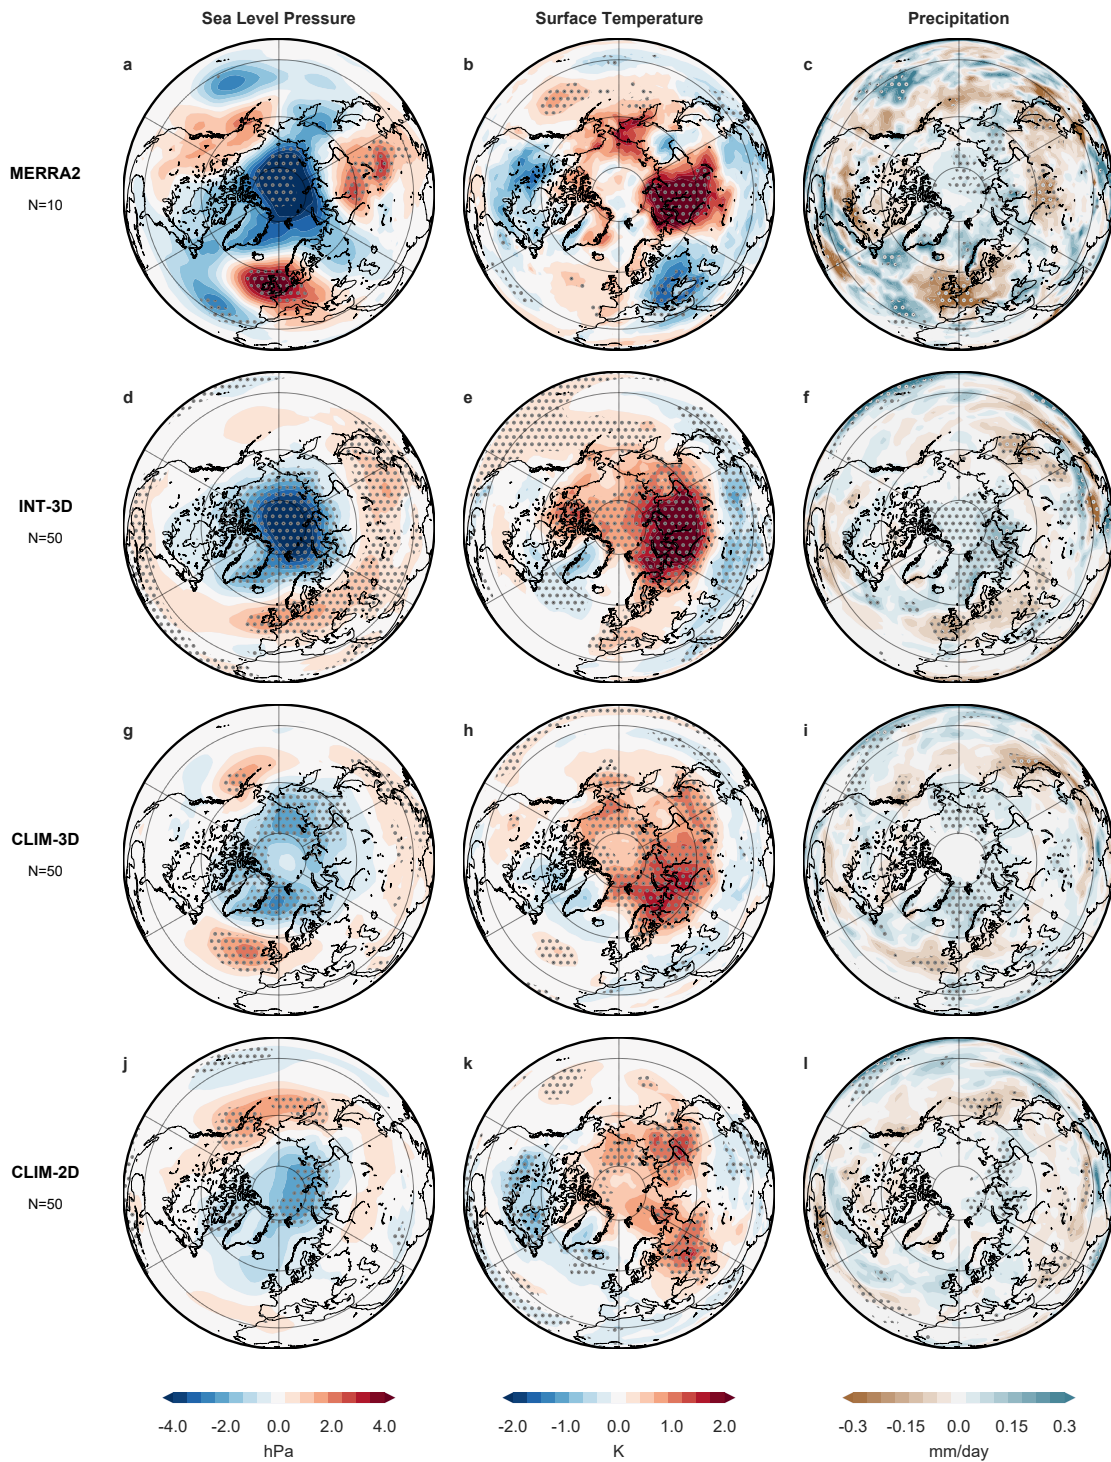 Sea Level Pressure
Surface Temperature
Precipitation
a
b
c
MERRA2
N=10
d
e
f
INT-3D
N=50
g
h
i
CLIM-3D
N=50
j
k
l
CLIM-2D
N=50
-4.0 -2.0 0.0 2.0 4.0
hPa
-2.0 -1.0 0.0 1.0 2.0
K
-0.3 -0.15 0.0 0.15 0.3
mm/day